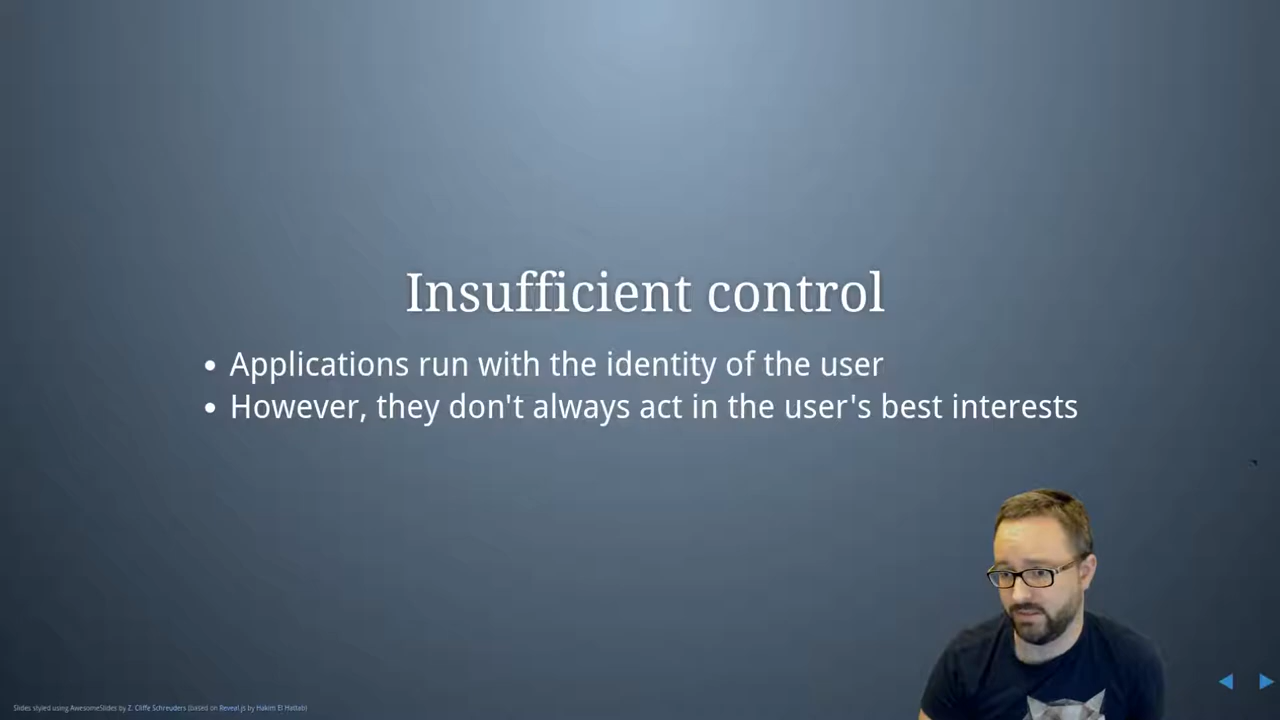 Insufficient control
• Applications run with the identity of the user
• However, they don't always act in the user's best interests
Slides styled using AwesomeSlides by Z. Cliffe Schreuders (based on Reveal.js by Hakim El Hattab)